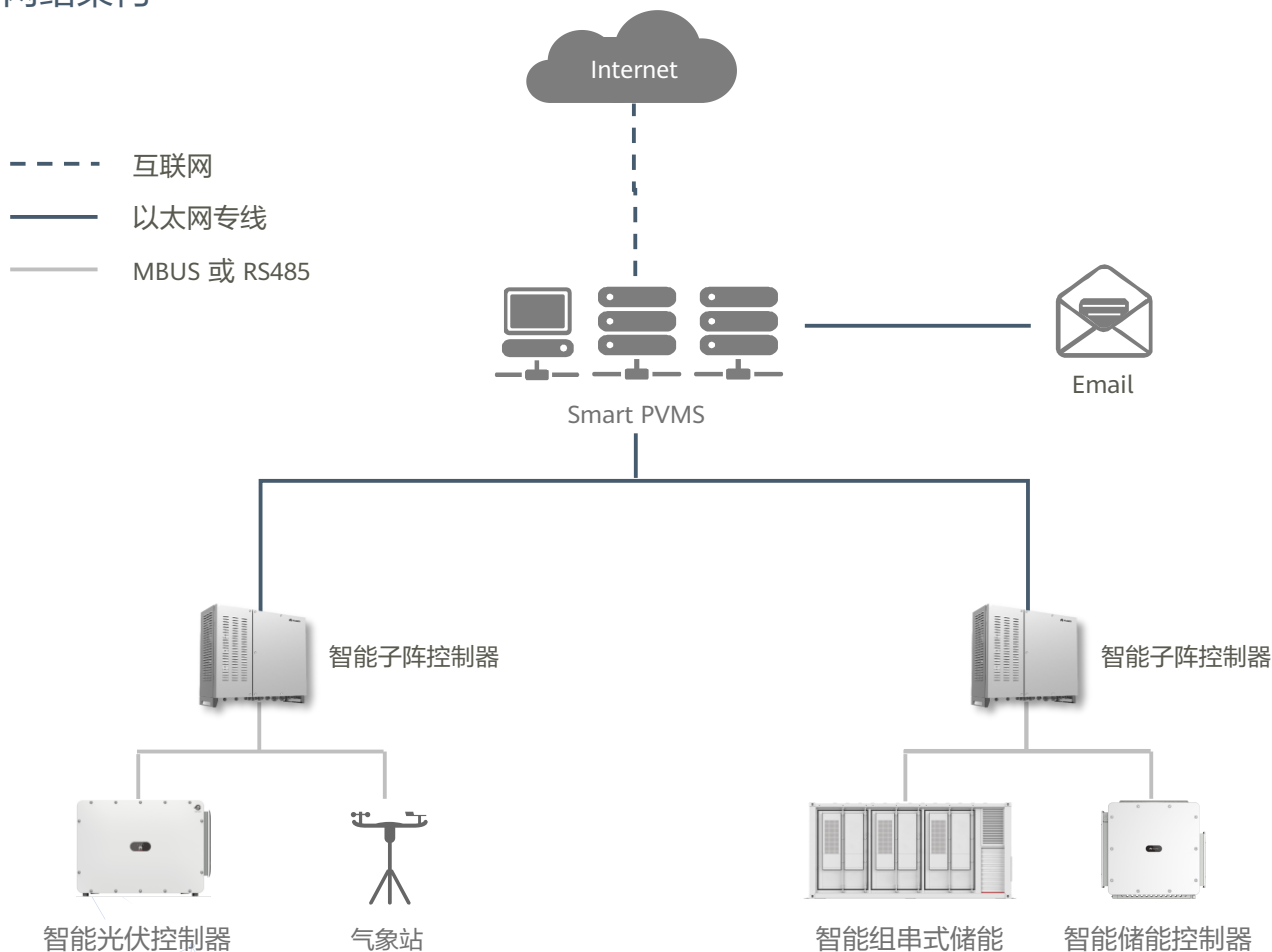 Internet
互联网
以太网专线
MBUS 或 RS485
Email
Smart PVMS
智能子阵控制器
智能子阵控制器
智能光伏控制器
气象站
智能组串式储能
智能储能控制器